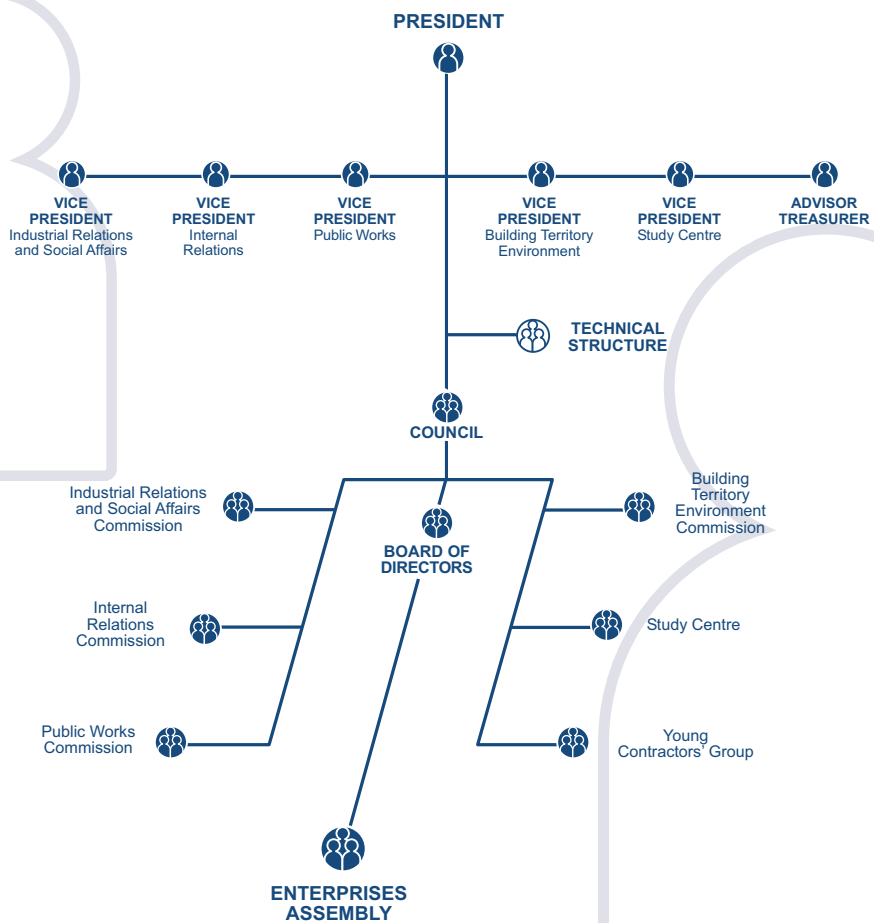 PRESIDENT
VICE
PRESIDENT
Industrial Relations
and Social Affairs
VICE
PRESIDENT
Internal
Relations
VICE
PRESIDENT
Public Works
VICE
PRESIDENT
Building Territory
Environment
VICE
PRESIDENT
Study Centre
ADVISOR
TREASURER
TECHNICAL
STRUCTURE
COUNCIL
Industrial Relations
and Social Affairs
Commission
Building
Territory
Environment
Commission
BOARD OF
DIRECTORS
Internal
Relations
Commission
Study Centre
Public Works
Commission
Young
Contractors' Group
ENTERPRISES
ASSEMBLY